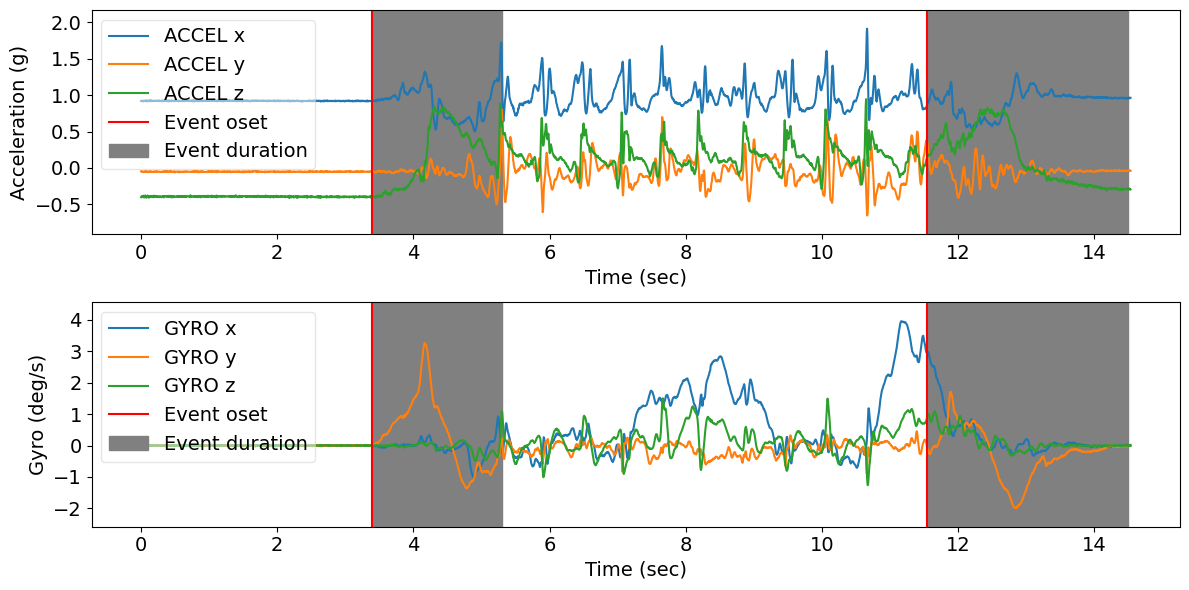 Acceleration (g)
2.0
1.5
1.0
0.5
0.0
−0.5
ACCEL x
ACCEL y
ACCEL z
Event oset
Event duration
0 2 4 6 8 10 12 14
Time (sec)
Gyro (deg/s)
4
3
2
1
0
−1
−2
GYRO x
GYRO y
GYRO z
Event oset
Event duration
0 2 4 6 8 10 12 14
Time (sec)